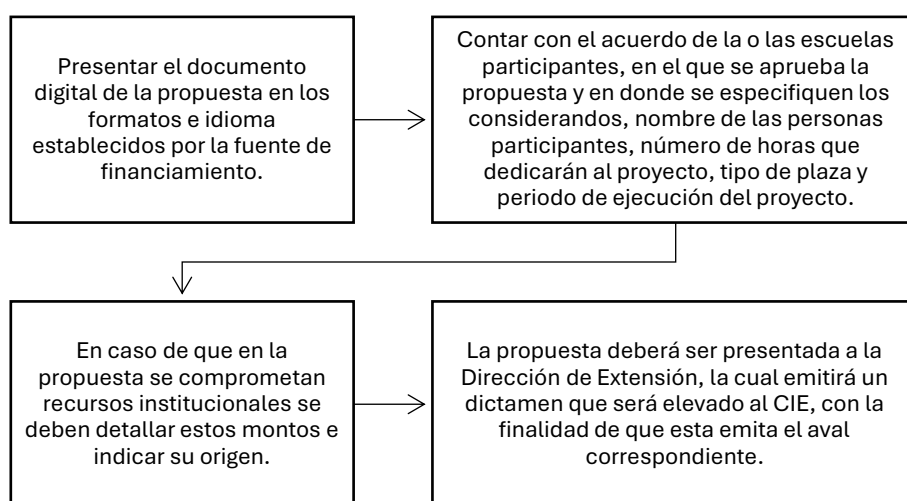 Presentar el documento
digital de la propuesta en los
formatos e idioma
establecidos por la fuente de
financiamiento.
Contar con el acuerdo de la o las escuelas
participantes, en el que se aprueba la
propuesta y en donde se especifiquen los
considerandos, nombre de las personas
participantes, número de horas que
dedicarán al proyecto, tipo de plaza y
periodo de ejecución del proyecto.
En caso de que en la
propuesta se comprometan
recursos institucionales se
deben detallar estos montos e
indicar su origen.
La propuesta deberá ser presentada a la
Dirección de Extensión, la cual emitirá un
dictamen que será elevado al CIE, con la
finalidad de que esta emita el aval
correspondiente.